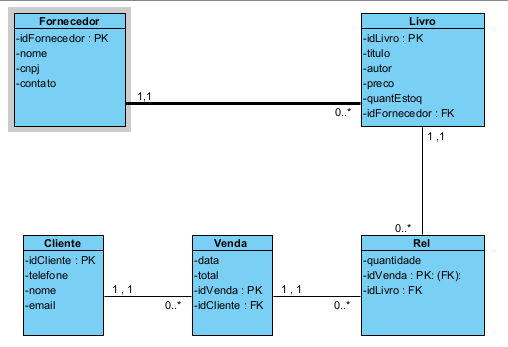 Fornecedor
-idFornecedor : PK
-nome
-cnpj
-contato
Livro
-idLivro : PK
-titulo
-autor
-preco
-quantEstoq
-idFornecedor : FK
1,1
0..*
1 ,1
0..*
Cliente
-idCliente : PK
-telefone
-nome
-email
1 , 1
0..*
Venda
-data
-total
-idVenda : PK
-idCliente : FK
1 , 1
0..*
Rel
-quantidade
-idVenda : PK: (FK):
-idLivro : FK